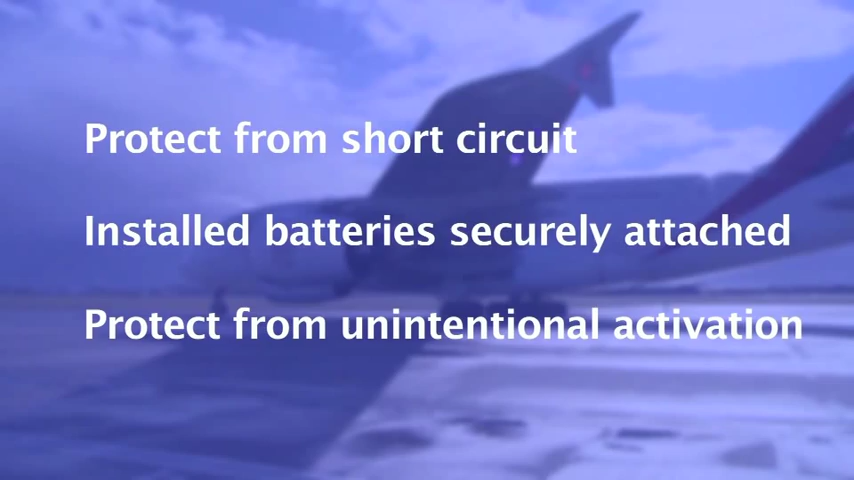 Protect from short circuit
Installed batteries securely attached
Protect from unintentional activation